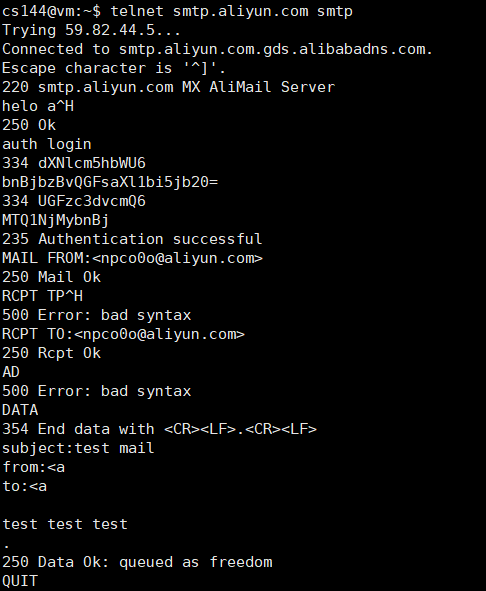 cs144@vm:~$ telnet smtp.aliyun.com smtp
Trying 59.82.44.5...
Connected to smtp.aliyun.com.gds.alibabadns.com.
Escape character is '^]'.
220 smtp.aliyun.com MX AliMail Server
helo a^H
250 Ok
auth login
334 dXNlcm5hbWU6
bnBjbzBvQGFsaXl1bi5jb20=
334 UGFzc3dvcmQ6
MTQ1NjMybnBj
235 Authentication successful
MAIL FROM:<npco0o@aliyun.com>
250 Mail Ok
RCPT TP^H
500 Error: bad syntax
RCPT TO:<npco0o@aliyun.com>
250 Rcpt Ok
AD
500 Error: bad syntax
DATA
354 End data with <CR><LF>.<CR><LF>
subject:test mail
from:<a
to:<a
test test test
.
250 Data Ok: queued as freedom
QUIT